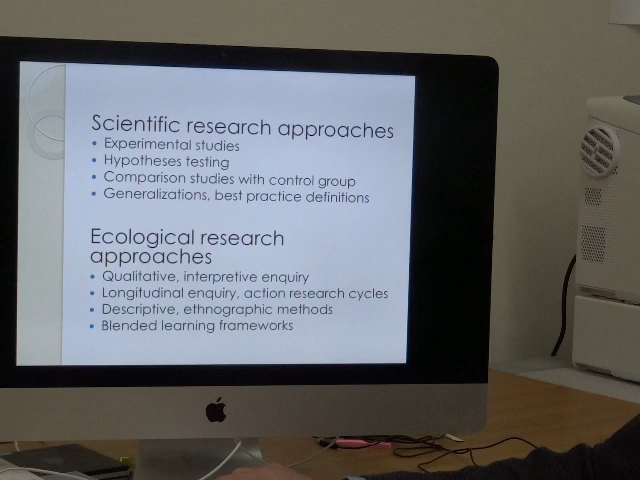 Scientific research approaches
• Experimental studies
• Hypotheses testing
• Comparison studies with control group
• Generalizations, best practice definitions
Ecological research
approaches
• Qualitative, interpretive enquiry
• Longitudinal enquiry, action research cycles
• Descriptive, ethnographic methods
• Blended learning frameworks